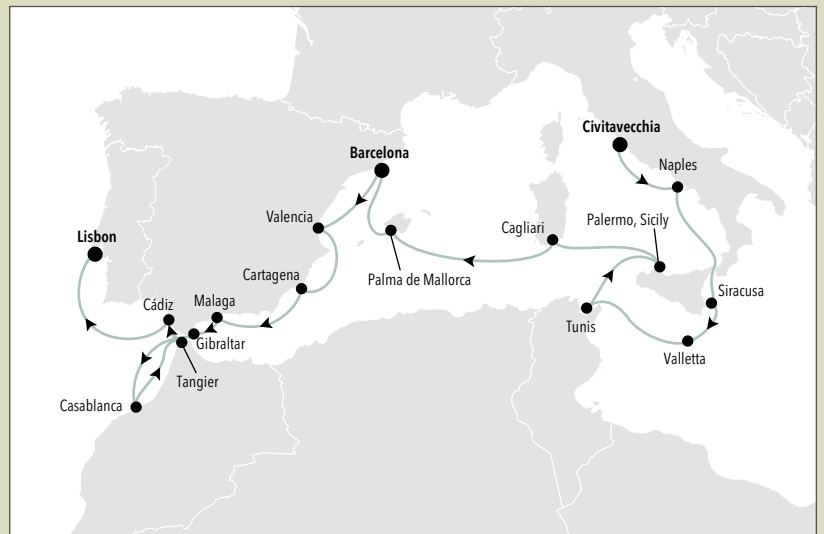 Civitavecchia
Barcelona
Naples
Valencia
Palermo, Sicily
Cagliari
Lisbon
Palma de Mallorca
Cartagena
Siracusa
Cádiz
Malaga
Tunis
Gibraltar
Valletta
Tangier
Casablanca